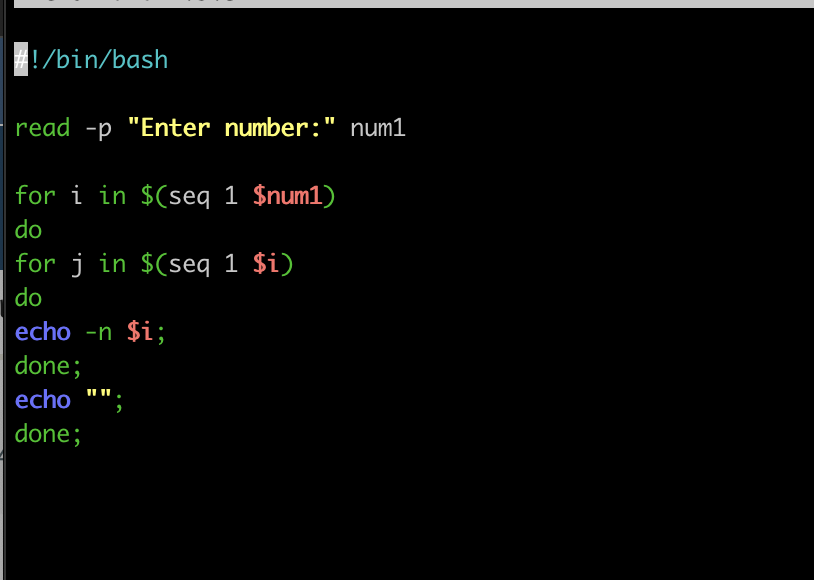 #!/bin/bash
read -p "Enter number:" num1
for i in $(seq 1 $num1)
do
for j in $(seq 1 $i)
do
echo -n $i;
done;
echo "";
done;